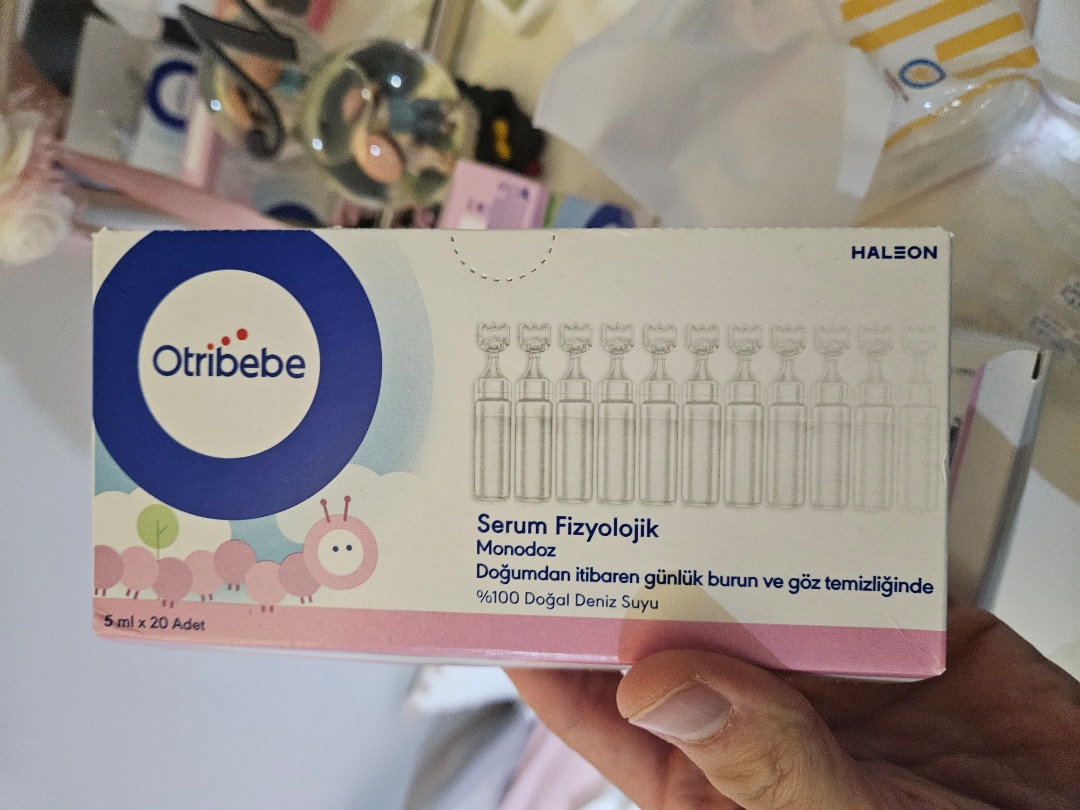 HALEON
Otribebe
Serum Fizyolojik
Monodoz
Doğumdan itibaren günlük burun ve göz temizliğinde
%100 Doğal Deniz Suyu
5 ml x 20 Adet